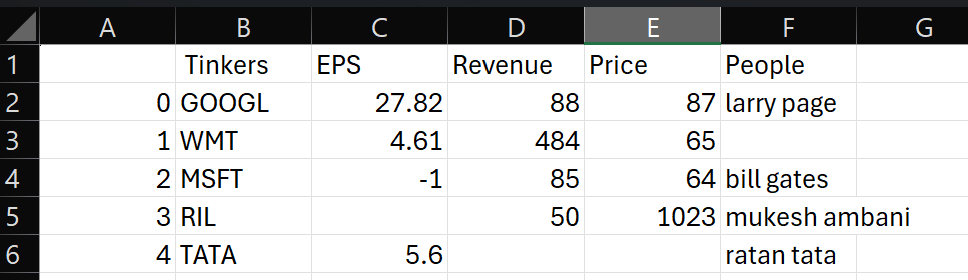 A B C D E F G
1 Tinkers EPS Revenue Price People
2 0 GOOGL 27.82 88 87 larry page
3 1 WMT 4.61 484 65
4 2 MSFT -1 85 64 bill gates
5 3 RIL 50 1023 mukesh ambani
6 4 TATA 5.6 ratan tata